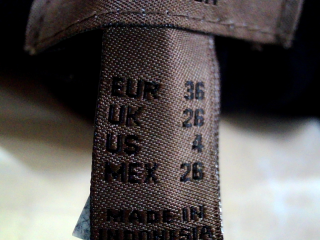 EUR 36
UK 26
US 4
MEX 26
MADE IN
INDONESIA